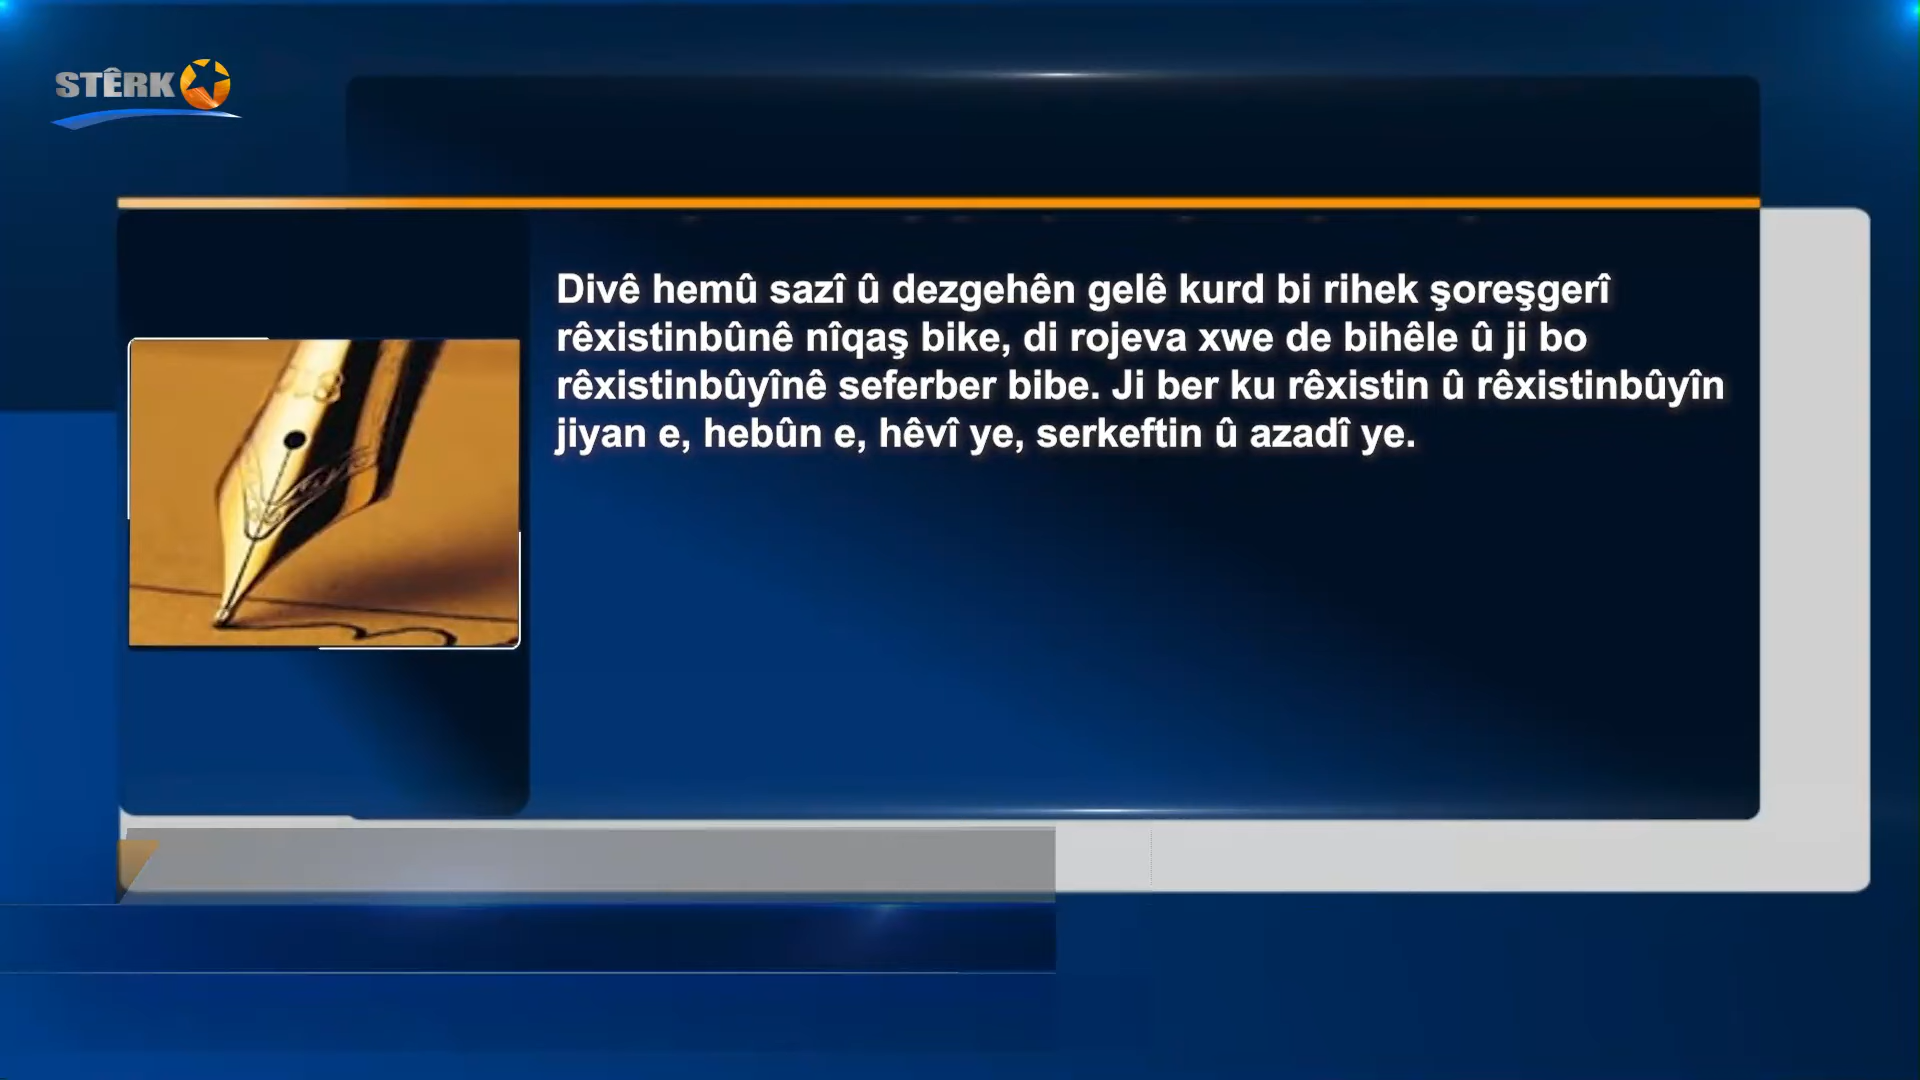 STÊRK
Divê hemû sazî û dezgehên gelê kurd bi rihek şoreşgerî
rêxistinbûnê nîqaş bike, di rojeva xwe de bihêle û ji bo
rêxistinbûyînê seferber bibe. Ji ber ku rêxistin û rêxistinbûyîn
jiyan e, hebûn e, hêvî ye, serkeftin û azadî ye.